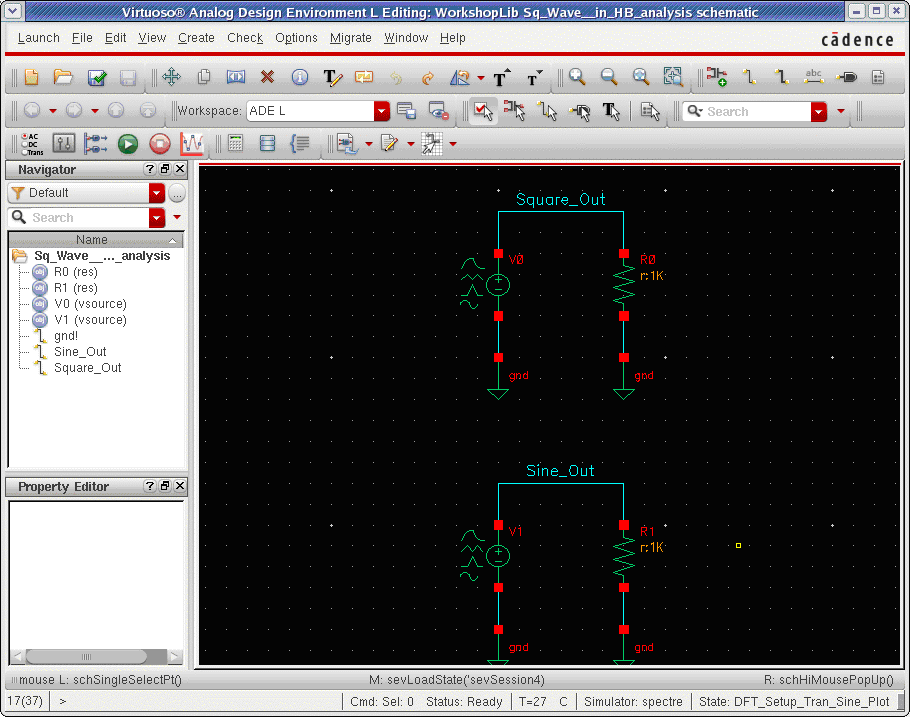 Virtuoso® Analog Design Environment L Editing: WorkshopLib Sq_Wave__in_HB_analysis schematic
Launch File Edit View Create Check Options Migrate Window Help
cādence
abc
Workspace: ADE L
Search
AC
DC
Trans
Navigator
Default
Search
Name
Sq_Wave__..._analysis
R0 (res)
R1 (res)
V0 (vsource)
V1 (vsource)
gnd!
Sine_Out
Square_Out
Property Editor
Square_Out
V0
R0
r:1K
gnd
gnd
Sine_Out
V1
R1
r:1K
gnd
gnd
mouse L: schSingleSelectPt()
M: sevLoadState('sevSession4)
R: schHiMousePopUp()
17(37) >
Cmd: Sel: 0 Status: Ready T=27 C Simulator: spectre State: DFT_Setup_Tran_Sine_Plot